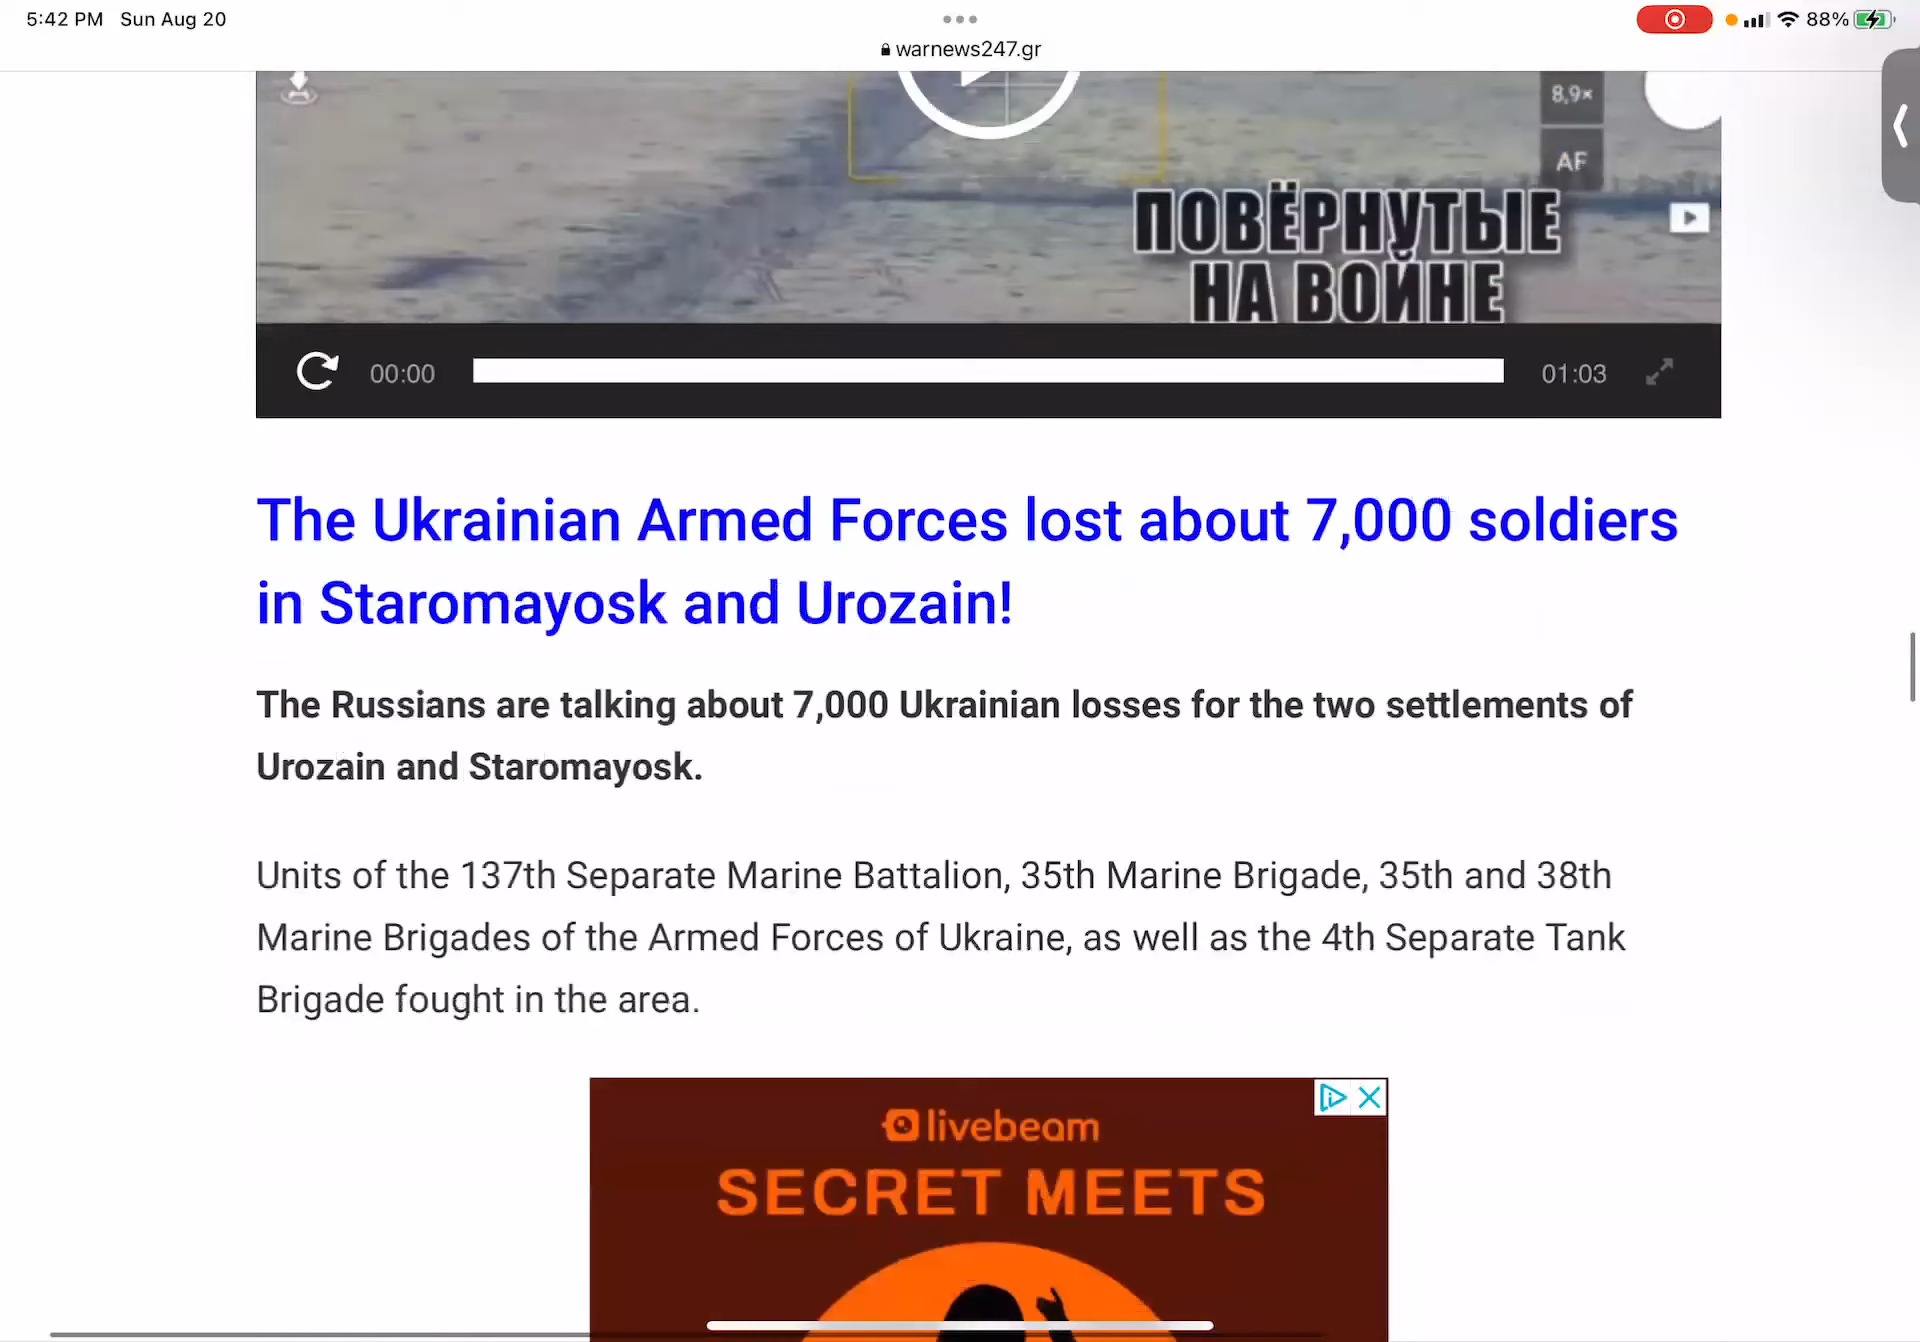 5:42 PM Sun Aug 20
88%
warnews247.gr
8,9×
AF
ПОВЁРНУТЫЕ
НА ВОЙНЕ
00:00
01:03
The Ukrainian Armed Forces lost about 7,000 soldiers
in Staromayosk and Urozain!
The Russians are talking about 7,000 Ukrainian losses for the two settlements of
Urozain and Staromayosk.
Units of the 137th Separate Marine Battalion, 35th Marine Brigade, 35th and 38th
Marine Brigades of the Armed Forces of Ukraine, as well as the 4th Separate Tank
Brigade fought in the area.
livebeam
SECRET MEETS